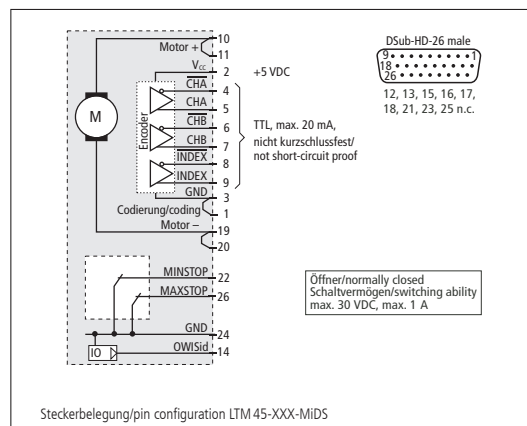 Motor + 10
11
V_CC 2 +5 VDC
CHA 4
CHA 5
CHB 6
CHB 7
INDEX 8
INDEX 9
GND 3
Codierung/coding 1
Motor – 19
20
M
Encoder
TTL, max. 20 mA,
nicht kurzschlussfest/
not short-circuit proof
DSub-HD-26 male
9 1
18
26
12, 13, 15, 16, 17,
18, 21, 23, 25 n.c.
MINSTOP 22
MAXSTOP 26
GND 24
IO OWISid 14
Öffner/normally closed
Schaltvermögen/switching ability
max. 30 VDC, max. 1 A
Steckerbelegung/pin configuration LTM 45-XXX-MiDS